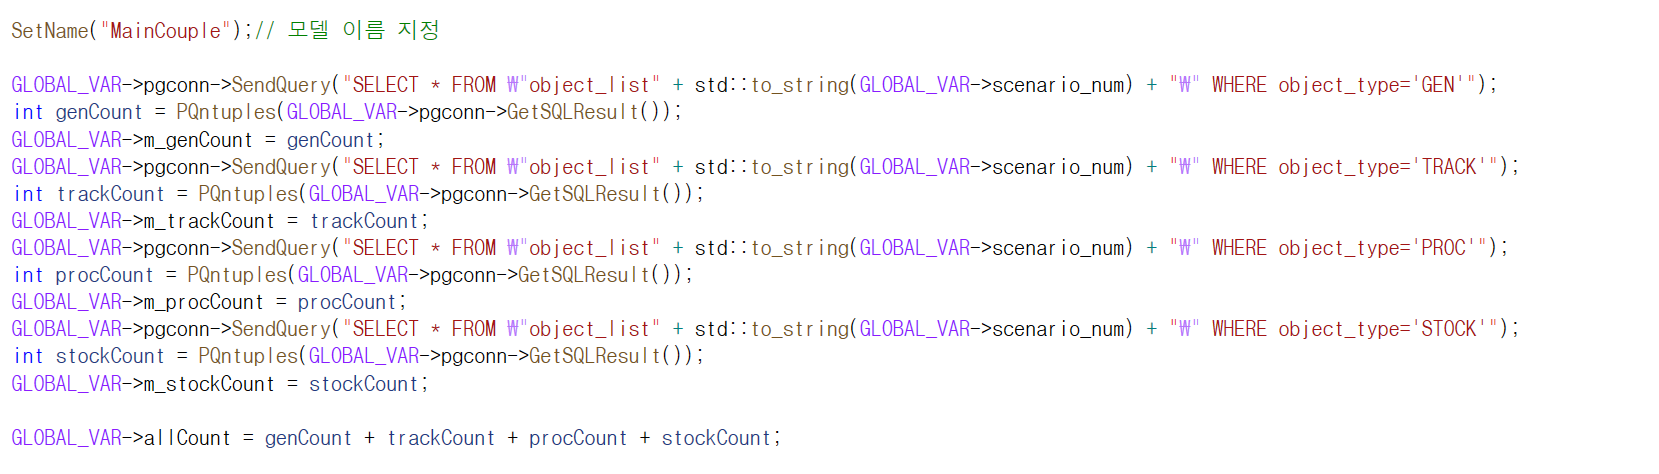 SetName("MainCouple");// 모델 이름 지정
GLOBAL_VAR->pgconn->SendQuery("SELECT * FROM ₩"object_list" + std::to_string(GLOBAL_VAR->scenario_num) + "₩" WHERE object_type='GEN'");
int genCount = PQntuples(GLOBAL_VAR->pgconn->GetSQLResult());
GLOBAL_VAR->m_genCount = genCount;
GLOBAL_VAR->pgconn->SendQuery("SELECT * FROM ₩"object_list" + std::to_string(GLOBAL_VAR->scenario_num) + "₩" WHERE object_type='TRACK'");
int trackCount = PQntuples(GLOBAL_VAR->pgconn->GetSQLResult());
GLOBAL_VAR->m_trackCount = trackCount;
GLOBAL_VAR->pgconn->SendQuery("SELECT * FROM ₩"object_list" + std::to_string(GLOBAL_VAR->scenario_num) + "₩" WHERE object_type='PROC'");
int procCount = PQntuples(GLOBAL_VAR->pgconn->GetSQLResult());
GLOBAL_VAR->m_procCount = procCount;
GLOBAL_VAR->pgconn->SendQuery("SELECT * FROM ₩"object_list" + std::to_string(GLOBAL_VAR->scenario_num) + "₩" WHERE object_type='STOCK'");
int stockCount = PQntuples(GLOBAL_VAR->pgconn->GetSQLResult());
GLOBAL_VAR->m_stockCount = stockCount;
GLOBAL_VAR->allCount = genCount + trackCount + procCount + stockCount;